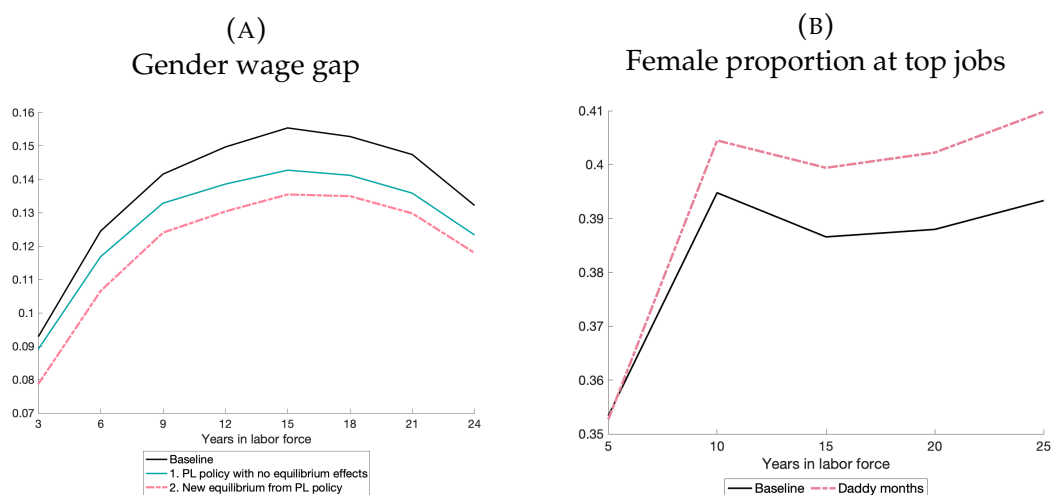 (A)
Gender wage gap
0.16
0.15
0.14
0.13
0.12
0.11
0.1
0.09
0.08
0.07
3 6 9 12 15 18 21 24
Years in labor force
Baseline
1. PL policy with no equilibrium effects
2. New equilibrium from PL policy
(B)
Female proportion at top jobs
0.41
0.4
0.39
0.38
0.37
0.36
0.35
5 10 15 20 25
Years in labor force
Baseline Daddy months